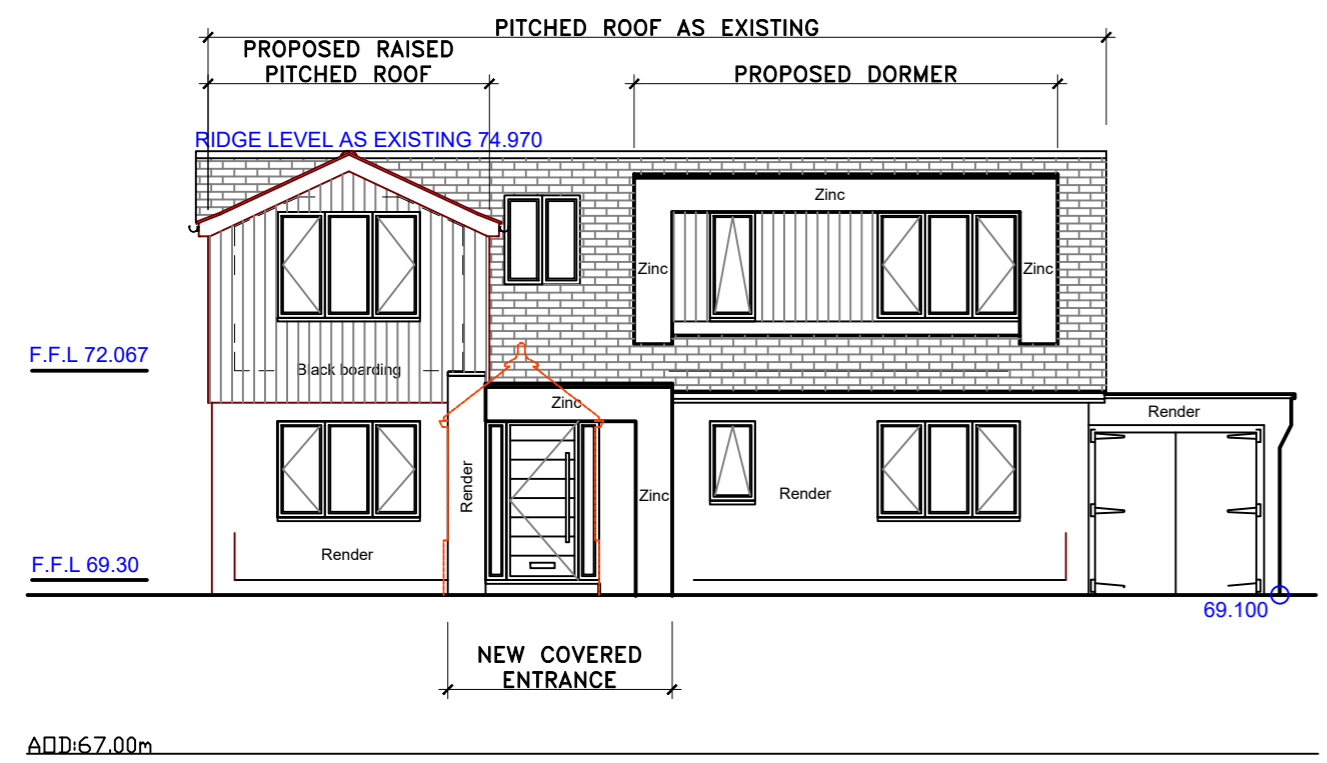 PITCHED ROOF AS EXISTING
PROPOSED RAISED
PITCHED ROOF
PROPOSED DORMER
RIDGE LEVEL AS EXISTING 74.970
Zinc
Zinc
Zinc
F.F.L 72.067
Black boarding
Zinc
Render
Render
Render
Zinc
Render
F.F.L 69.30
69.100
NEW COVERED
ENTRANCE
AOD:67.00m